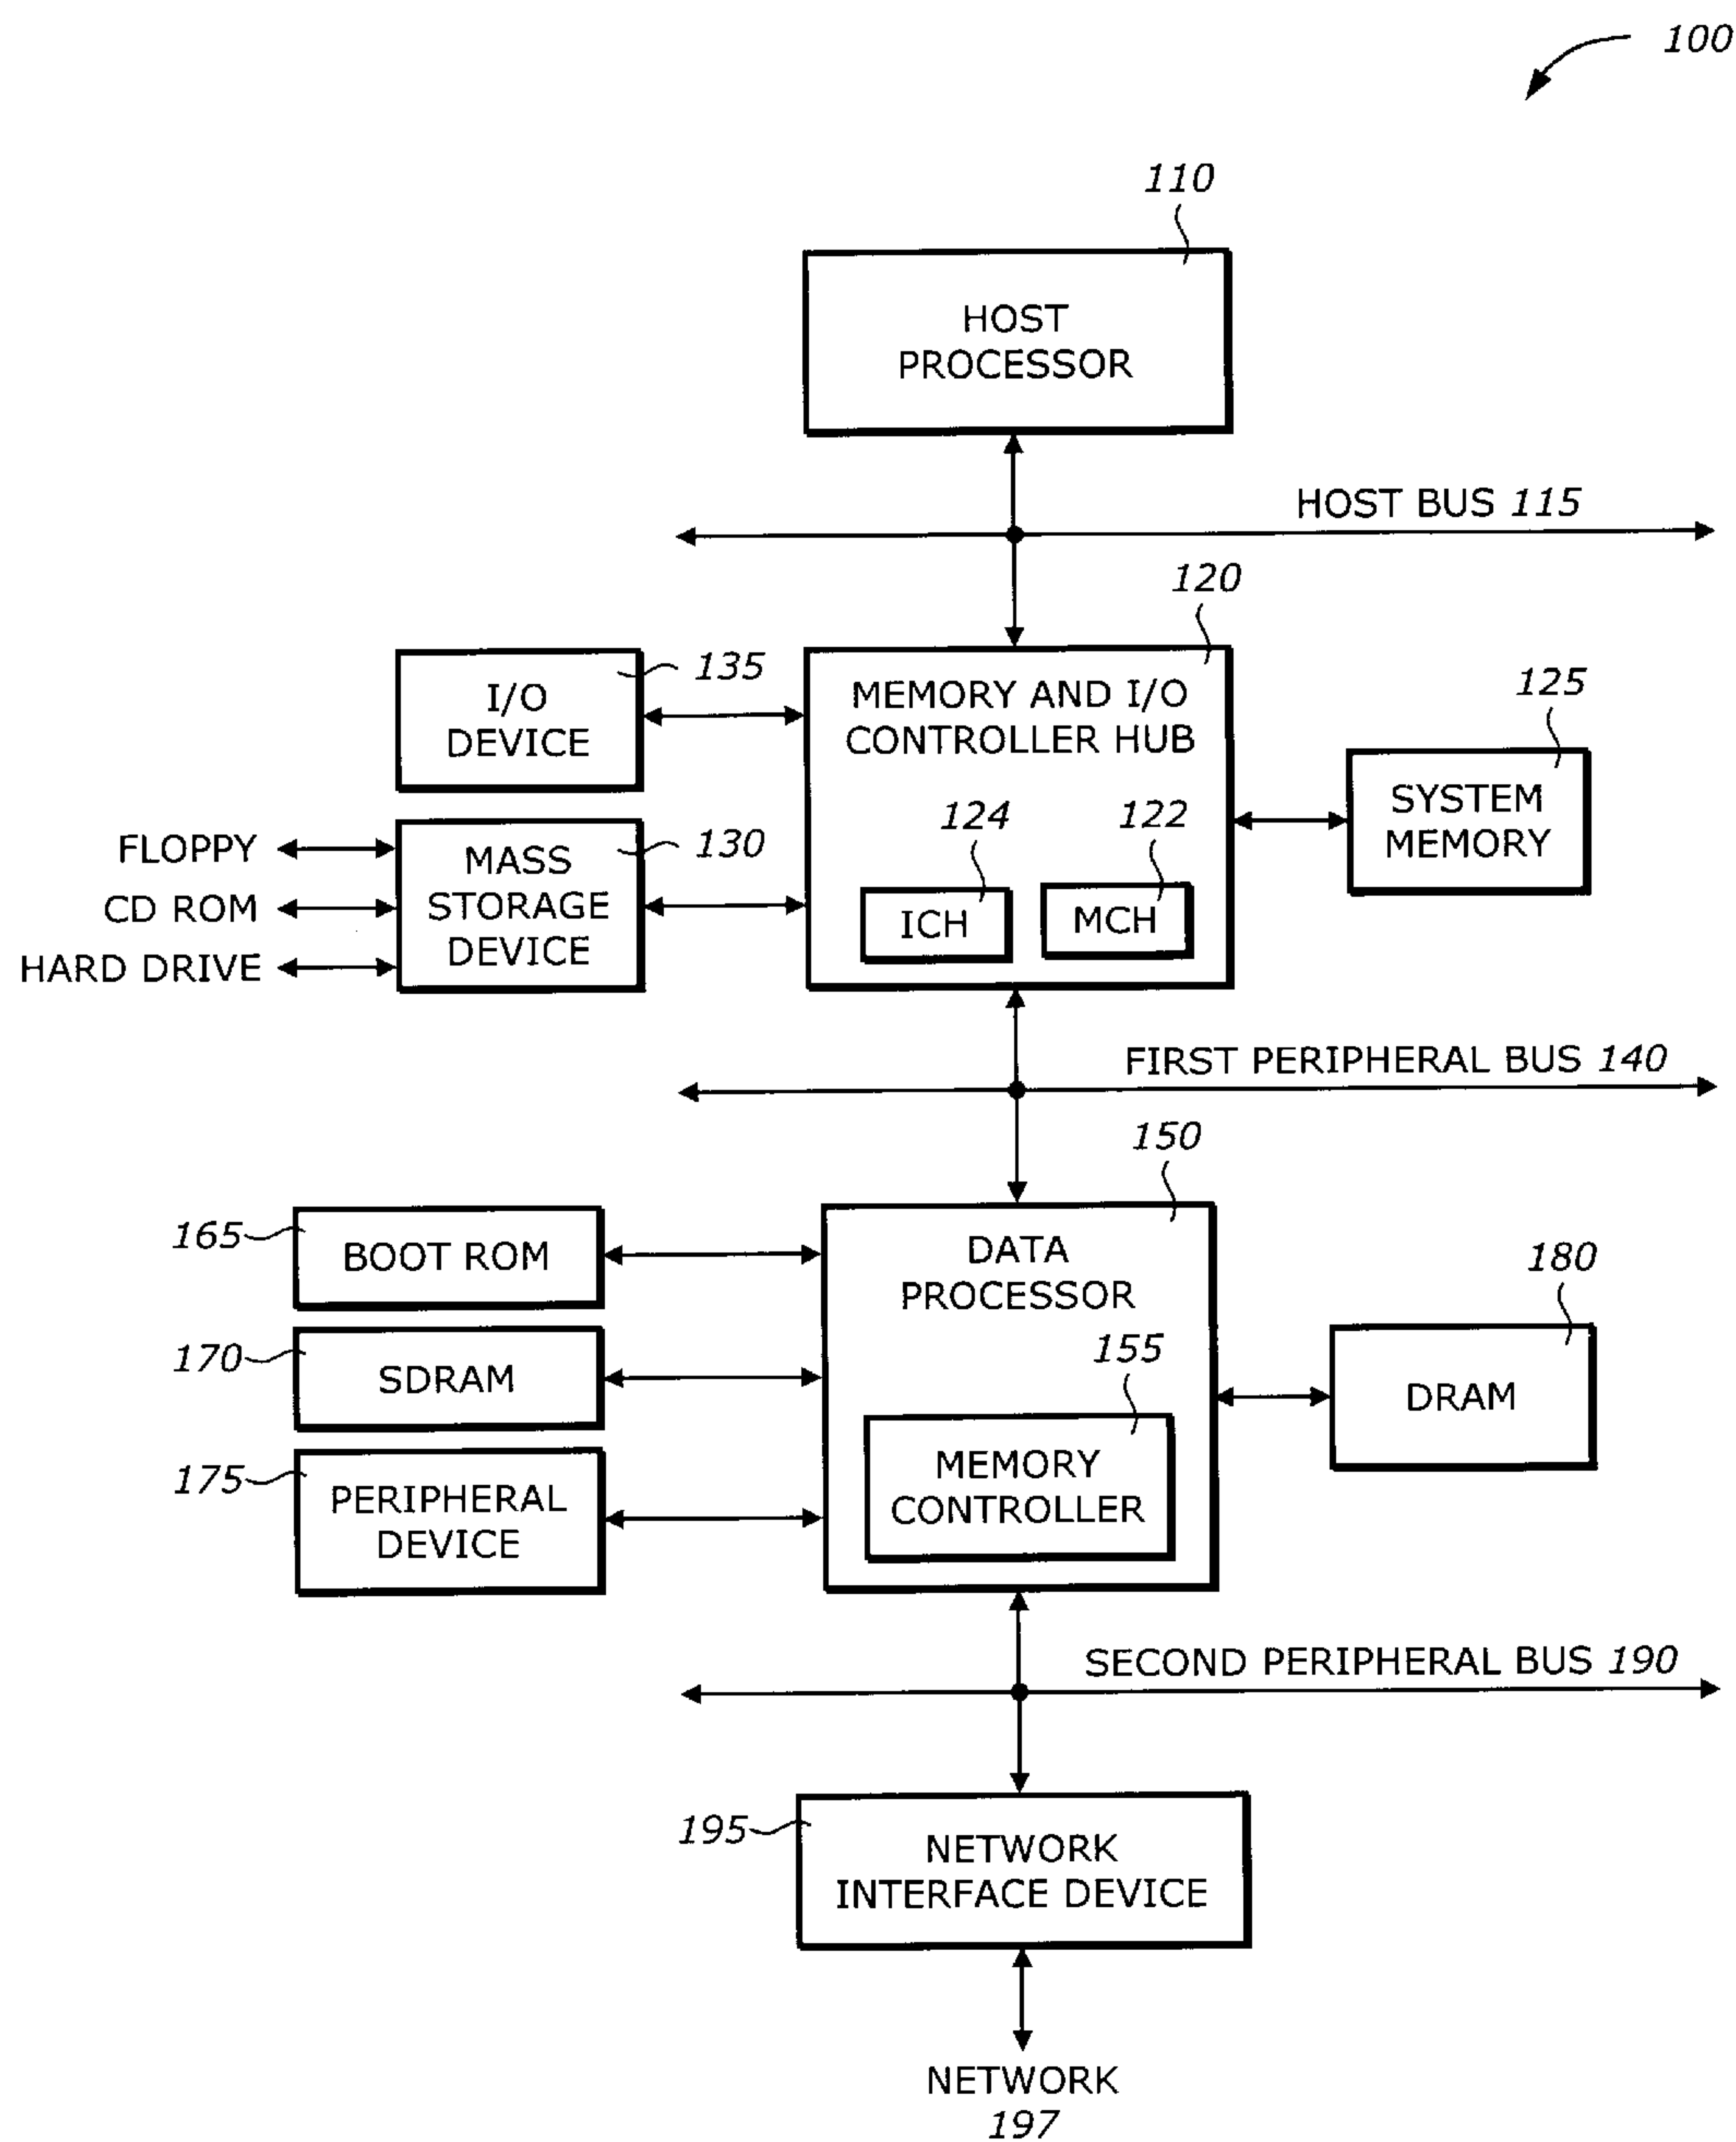 100
110
HOST
PROCESSOR
HOST BUS 115
120
135
I/O
DEVICE
MEMORY AND I/O
CONTROLLER HUB
125
SYSTEM
MEMORY
124
122
ICH
MCH
130
MASS
STORAGE
DEVICE
FLOPPY
CD ROM
HARD DRIVE
FIRST PERIPHERAL BUS 140
150
165
BOOT ROM
DATA
PROCESSOR
180
DRAM
170
SDRAM
155
MEMORY
CONTROLLER
175
PERIPHERAL
DEVICE
SECOND PERIPHERAL BUS 190
195
NETWORK
INTERFACE DEVICE
NETWORK
197